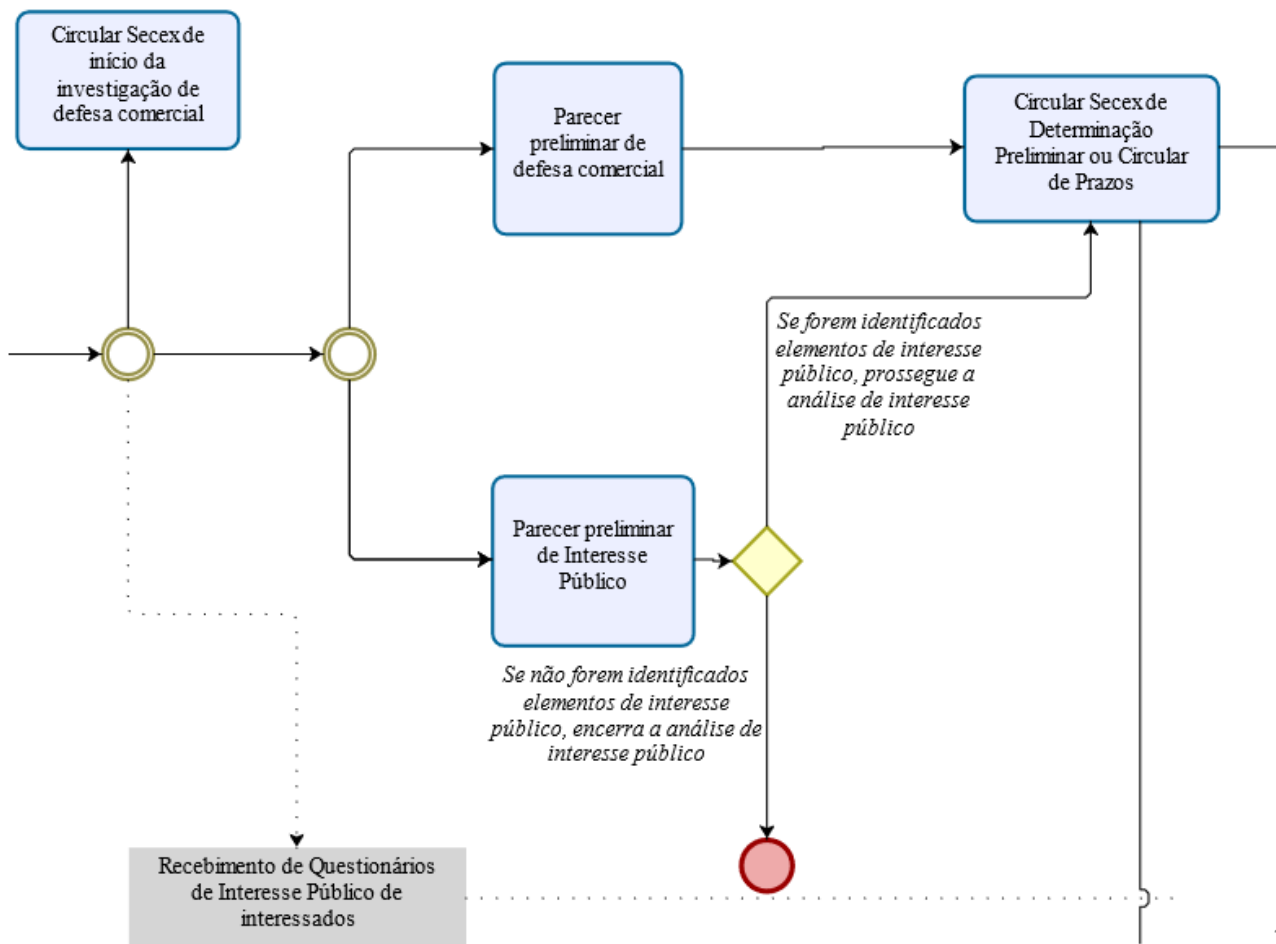 Circular Secex de
início da
investigação de
defesa comercial
Parecer
preliminar de
defesa comercial
Circular Secex de
Determinação
Preliminar ou Circular
de Prazos
Se forem identificados
elementos de interesse
público, prossegue a
análise de interesse
público
Parecer preliminar
de Interesse
Público
Se não forem identificados
elementos de interesse
público, encerra a análise de
interesse público
Recebimento de Questionários
de Interesse Público de
interessados